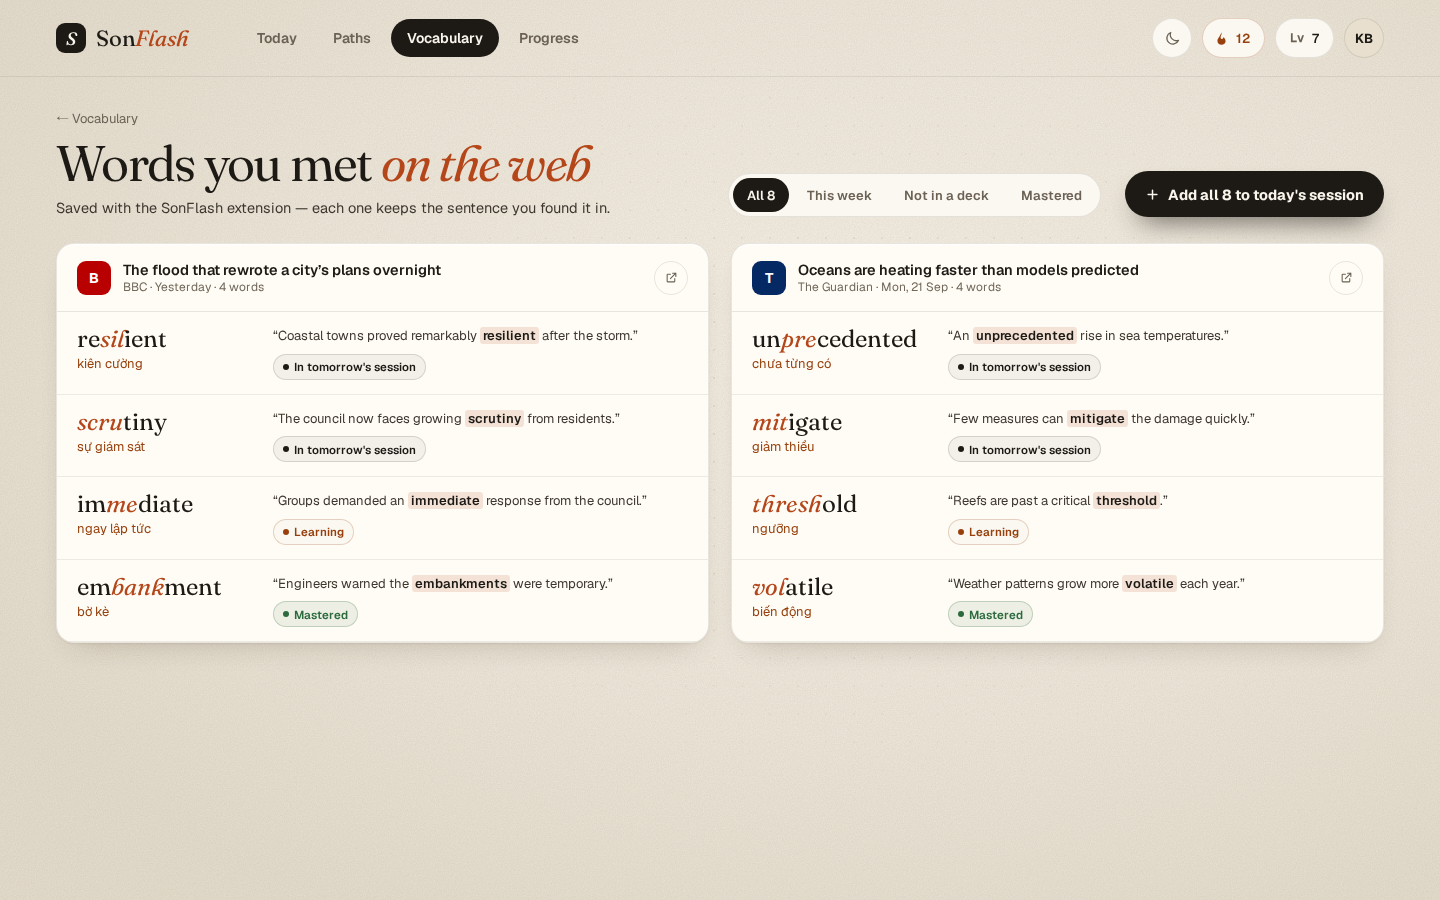 S SonFlash Today Paths Vocabulary Progress 12 Lv 7 KB
← Vocabulary
Words you met on the web
Saved with the SonFlash extension — each one keeps the sentence you found it in.
All 8 This week Not in a deck Mastered
+ Add all 8 to today's session
B
The flood that rewrote a city’s plans overnight
BBC · Yesterday · 4 words
resilient
kiên cường
“Coastal towns proved remarkably resilient after the storm.”
In tomorrow's session
scrutiny
sự giám sát
“The council now faces growing scrutiny from residents.”
In tomorrow's session
immediate
ngay lập tức
“Groups demanded an immediate response from the council.”
Learning
embankment
bờ kè
“Engineers warned the embankments were temporary.”
Mastered
T
Oceans are heating faster than models predicted
The Guardian · Mon, 21 Sep · 4 words
unprecedented
chưa từng có
“An unprecedented rise in sea temperatures.”
In tomorrow's session
mitigate
giảm thiểu
“Few measures can mitigate the damage quickly.”
In tomorrow's session
threshold
ngưỡng
“Reefs are past a critical threshold.”
Learning
volatile
biến động
“Weather patterns grow more volatile each year.”
Mastered